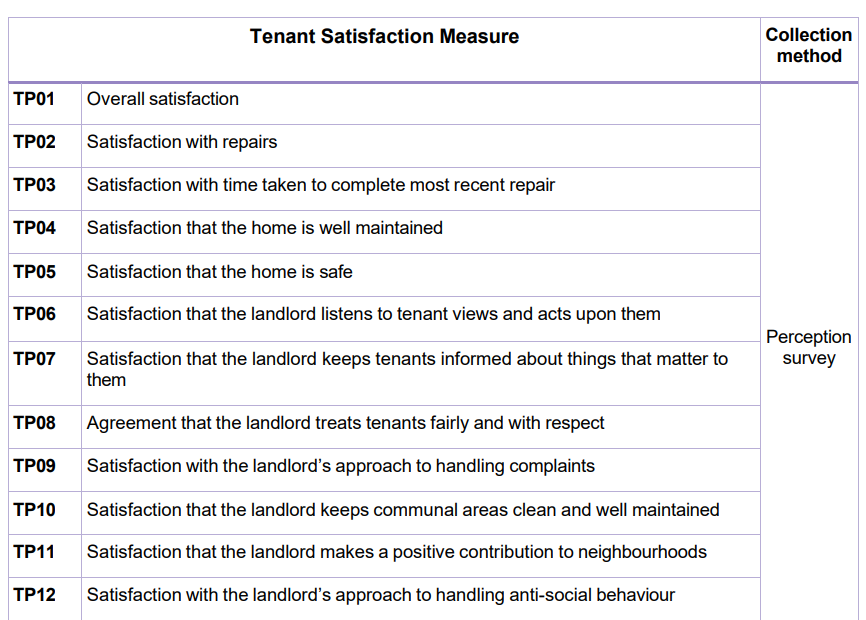 Tenant Satisfaction Measure
Collection
method
TP01 Overall satisfaction
TP02 Satisfaction with repairs
TP03 Satisfaction with time taken to complete most recent repair
TP04 Satisfaction that the home is well maintained
TP05 Satisfaction that the home is safe
TP06 Satisfaction that the landlord listens to tenant views and acts upon them
TP07 Satisfaction that the landlord keeps tenants informed about things that matter to
them
TP08 Agreement that the landlord treats tenants fairly and with respect
TP09 Satisfaction with the landlord’s approach to handling complaints
TP10 Satisfaction that the landlord keeps communal areas clean and well maintained
TP11 Satisfaction that the landlord makes a positive contribution to neighbourhoods
TP12 Satisfaction with the landlord’s approach to handling anti-social behaviour
Perception
survey